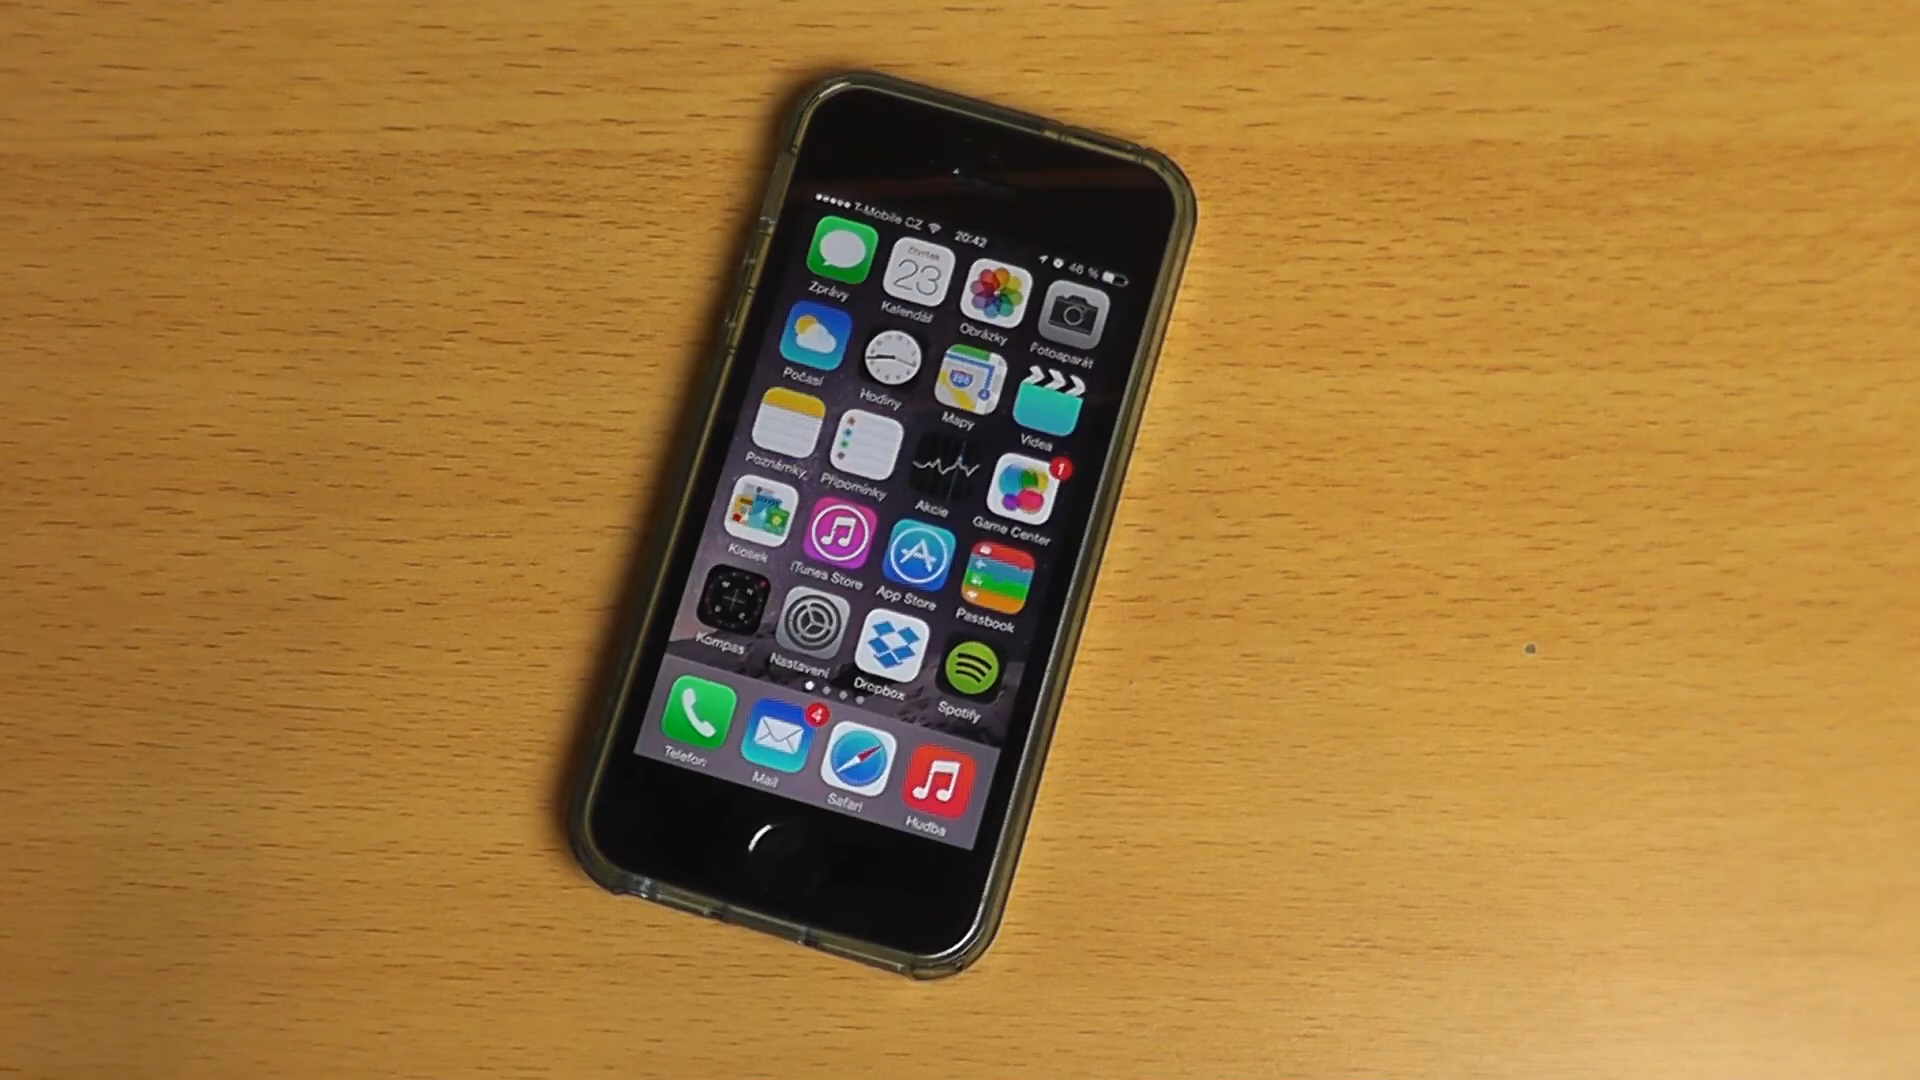 T-Mobile CZ 20:42 46 %
čtvrtek
23
Zprávy Kalendář Obrázky Fotoaparát
280
Počasí Hodiny Mapy Videa
1
Poznámky Připomínky Akcie Game Center
Kiosek iTunes Store App Store Passbook
Kompas Nastavení Dropbox Spotify
4
Telefon Mail Safari Hudba